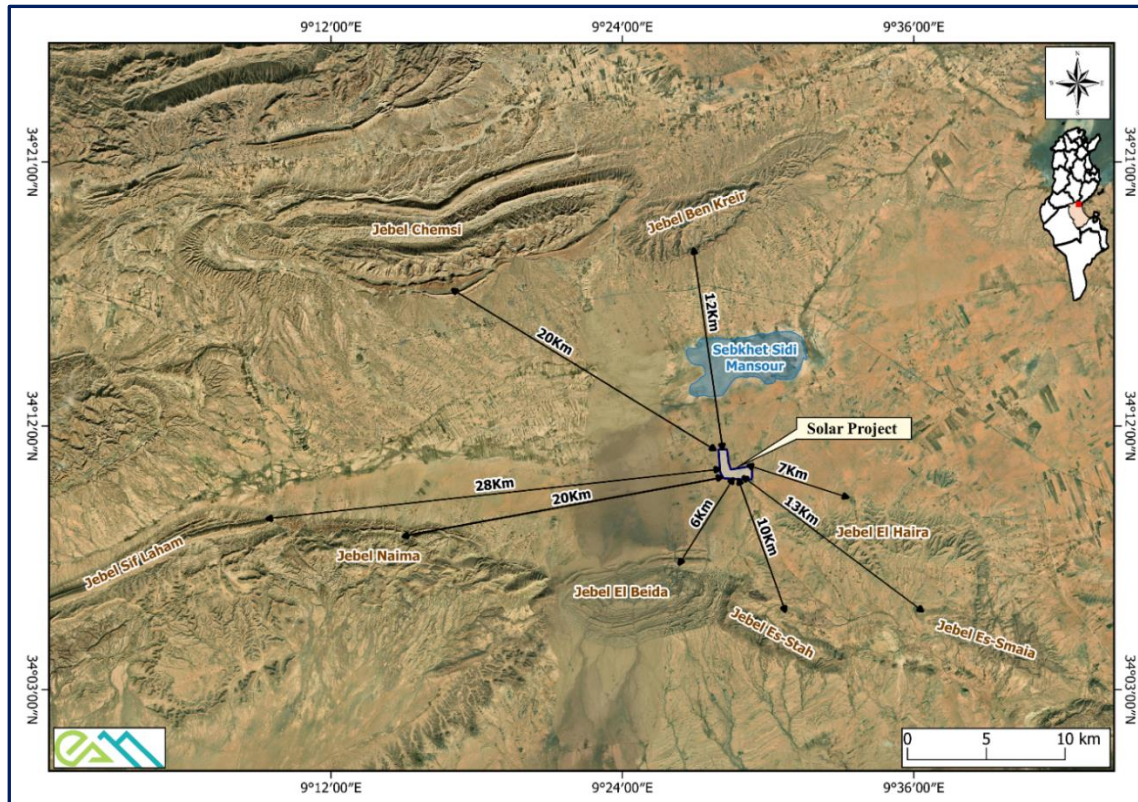 9°12′00″E
9°24′00″E
9°36′00″E
N
W
E
S
34°21′00″N
34°21′00″N
Jebel Ben Kreir
Jebel Chemsi
12Km
20Km
Sebkhet Sidi
Mansour
34°12′00″N
34°12′00″N
Solar Project
7Km
28Km
20Km
13Km
6Km
10Km
Jebel El Haira
Jebel Naima
Jebel Sif Laham
Jebel El Beida
Jebel Es-Stah
Jebel Es-Smaia
34°03′00″N
34°03′00″N
0
5
10 km
9°12′00″E
9°24′00″E
9°36′00″E